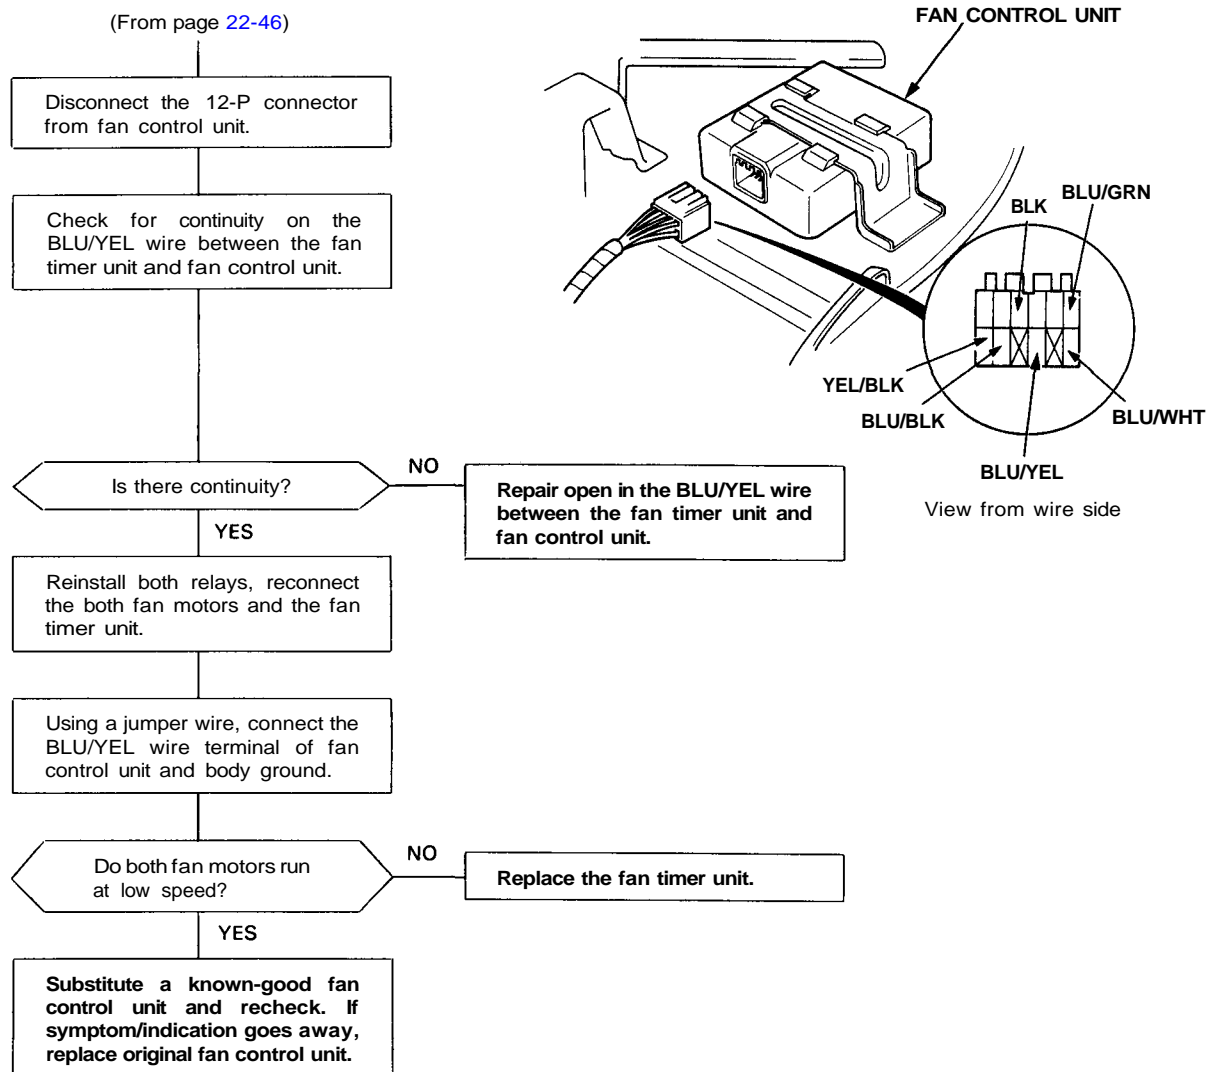 (From page 22-46)
Disconnect the 12-P connector
from fan control unit.
Check for continuity on the
BLU/YEL wire between the fan
timer unit and fan control unit.
Is there continuity?
NO
Repair open in the BLU/YEL wire
between the fan timer unit and
fan control unit.
YES
Reinstall both relays, reconnect
the both fan motors and the fan
timer unit.
Using a jumper wire, connect the
BLU/YEL wire terminal of fan
control unit and body ground.
Do both fan motors run
at low speed?
NO
Replace the fan timer unit.
YES
Substitute a known-good fan
control unit and recheck. If
symptom/indication goes away,
replace original fan control unit.
FAN CONTROL UNIT
BLK
BLU/GRN
YEL/BLK
BLU/BLK
BLU/WHT
BLU/YEL
View from wire side